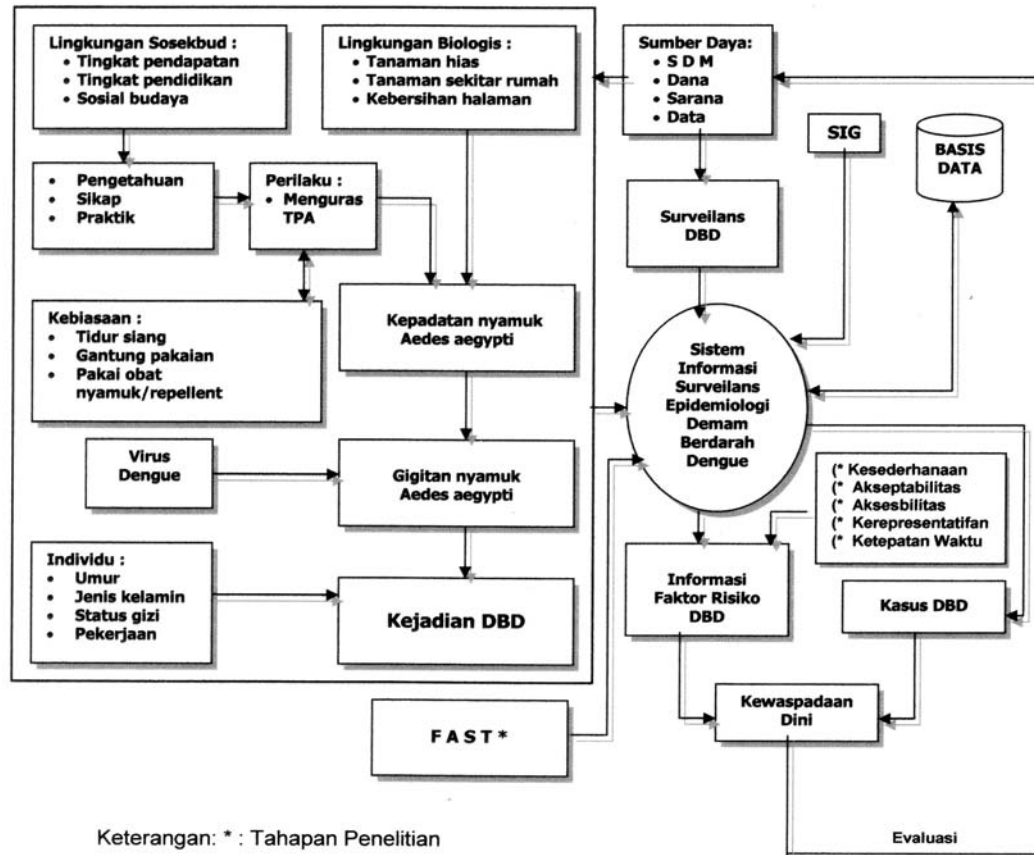 Lingkungan Sosekbud :
• Tingkat pendapatan
• Tingkat pendidikan
• Sosial budaya
Lingkungan Biologis :
• Tanaman hias
• Tanaman sekitar rumah
• Kebersihan halaman
Sumber Daya:
• S D M
• Dana
• Sarana
• Data
SIG
BASIS
DATA
• Pengetahuan
• Sikap
• Praktik
Perilaku :
• Menguras
TPA
Surveilans
DBD
Kebiasaan :
• Tidur siang
• Gantung pakaian
• Pakai obat
nyamuk/repellent
Kepadatan nyamuk
Aedes aegypti
Sistem
Informasi
Surveilans
Epidemiologi
Demam
Berdarah
Dengue
Virus
Dengue
Gigitan nyamuk
Aedes aegypti
(* Kesederhanaan
(* Akseptabilitas
(* Aksesbilitas
(* Kerepresentatifan
(* Ketepatan Waktu
Individu :
• Umur
• Jenis kelamin
• Status gizi
• Pekerjaan
Kejadian DBD
Informasi
Faktor Risiko
DBD
Kasus DBD
F A S T *
Kewaspadaan
Dini
Evaluasi
Keterangan: * : Tahapan Penelitian